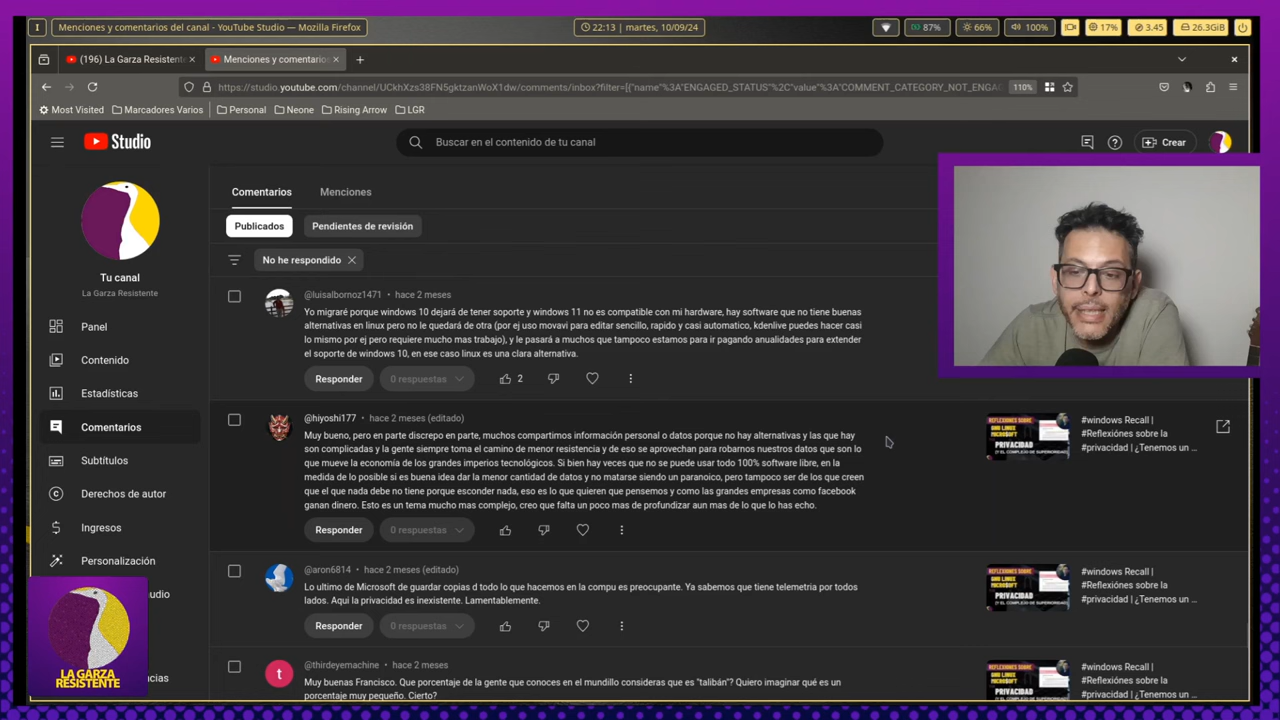 I
Menciones y comentarios del canal - YouTube Studio — Mozilla Firefox
22:13 | martes, 10/09/24
87%
66%
100%
17%
3.45
26.3GiB
(196) La Garza Resistente
Menciones y comentarios
https://studio.youtube.com/channel/UCkhXzs38FN5gktzanWoX1dw/comments/inbox?filter=[{"name"%3A"ENGAGED_STATUS"%2C"value"%3A"COMMENT_CATEGORY_NOT_ENGA
110%
Most Visited
Marcadores Varios
Personal
Neone
Rising Arrow
LGR
Studio
Buscar en el contenido de tu canal
Crear
Comentarios
Menciones
Publicados
Pendientes de revisión
No he respondido
Tu canal
La Garza Resistente
Panel
Contenido
Estadísticas
Comentarios
Subtítulos
Derechos de autor
Ingresos
Personalización
LA GARZA
RESISTENTE
@luisalbornoz1471 • hace 2 meses
Yo migraré porque windows 10 dejará de tener soporte y windows 11 no es compatible con mi hardware, hay software que no tiene buenas
alternativas en linux pero no le quedará de otra (por ej uso movavi para editar sencillo, rapido y casi automatico, kdenlive puedes hacer casi
lo mismo por ej pero requiere mucho mas trabajo), y le pasará a muchos que tampoco estamos para ir pagando anualidades para extender
el soporte de windows 10, en ese caso linux es una clara alternativa.
Responder
0 respuestas
2
@hiyoshi177 • hace 2 meses (editado)
Muy bueno, pero en parte discrepo en parte, muchos compartimos información personal o datos porque no hay alternativas y las que hay
son complicadas y la gente siempre toma el camino de menor resistencia y de eso se aprovechan para robarnos nuestros datos que son lo
que mueve la economía de los grandes imperios tecnológicos. Si bien hay veces que no se puede usar todo 100% software libre, en la
medida de lo posible si es buena idea dar la menor cantidad de datos y no matarse siendo un paranoico, pero tampoco ser de los que creen
que el que nada debe no tiene porque esconder nada, eso es lo que quieren que pensemos y como las grandes empresas como facebook
ganan dinero. Esto es un tema mucho mas complejo, creo que falta un poco mas de profundizar aun mas de lo que lo has echo.
Responder
0 respuestas
#windows Recall |
#Reflexiónes sobre la
#privacidad | ¿Tenemos un ...
@aron6814 • hace 2 meses (editado)
Le ultimo de Microsoft de guardar copias d todo lo que hacemos en la compu es preocupante. Ya sabemos que tiene telemetria por todos
lados. Aquí la privacidad es inexistente. Lamentablemente.
Responder
0 respuestas
#windows Recall |
#Reflexiónes sobre la
#privacidad | ¿Tenemos un ...
@thirdeyemachine • hace 2 meses
Francisco. Que porcentaje de la gente que conoces en el mundillo consideras que es "talibán"? Quiero imaginar qué es un
porcentaje muy pequeño. Cierto?
#windows Recall |
#Reflexiónes sobre la
#privacidad | ¿Tenemos un ...